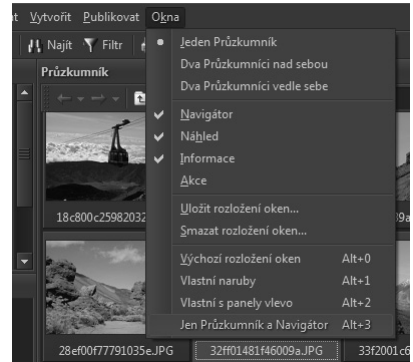 Vytvořit Publikovat Okna
Najít Filtr
Průzkumník
Jeden Průzkumník
Dva Průzkumníci nad sebou
Dva Průzkumníci vedle sebe
Navigátor
Náhled
Informace
Akce
Uložit rozložení oken...
Smazat rozložení oken...
Výchozí rozložení oken Alt+0
Vlastní naruby Alt+1
Vlastní s panely vlevo Alt+2
Jen Průzkumník a Navigátor Alt+3
18c800c25982032
28ef00f77791035e.JPG 32ff01481f46009a.JPG 33f2001c